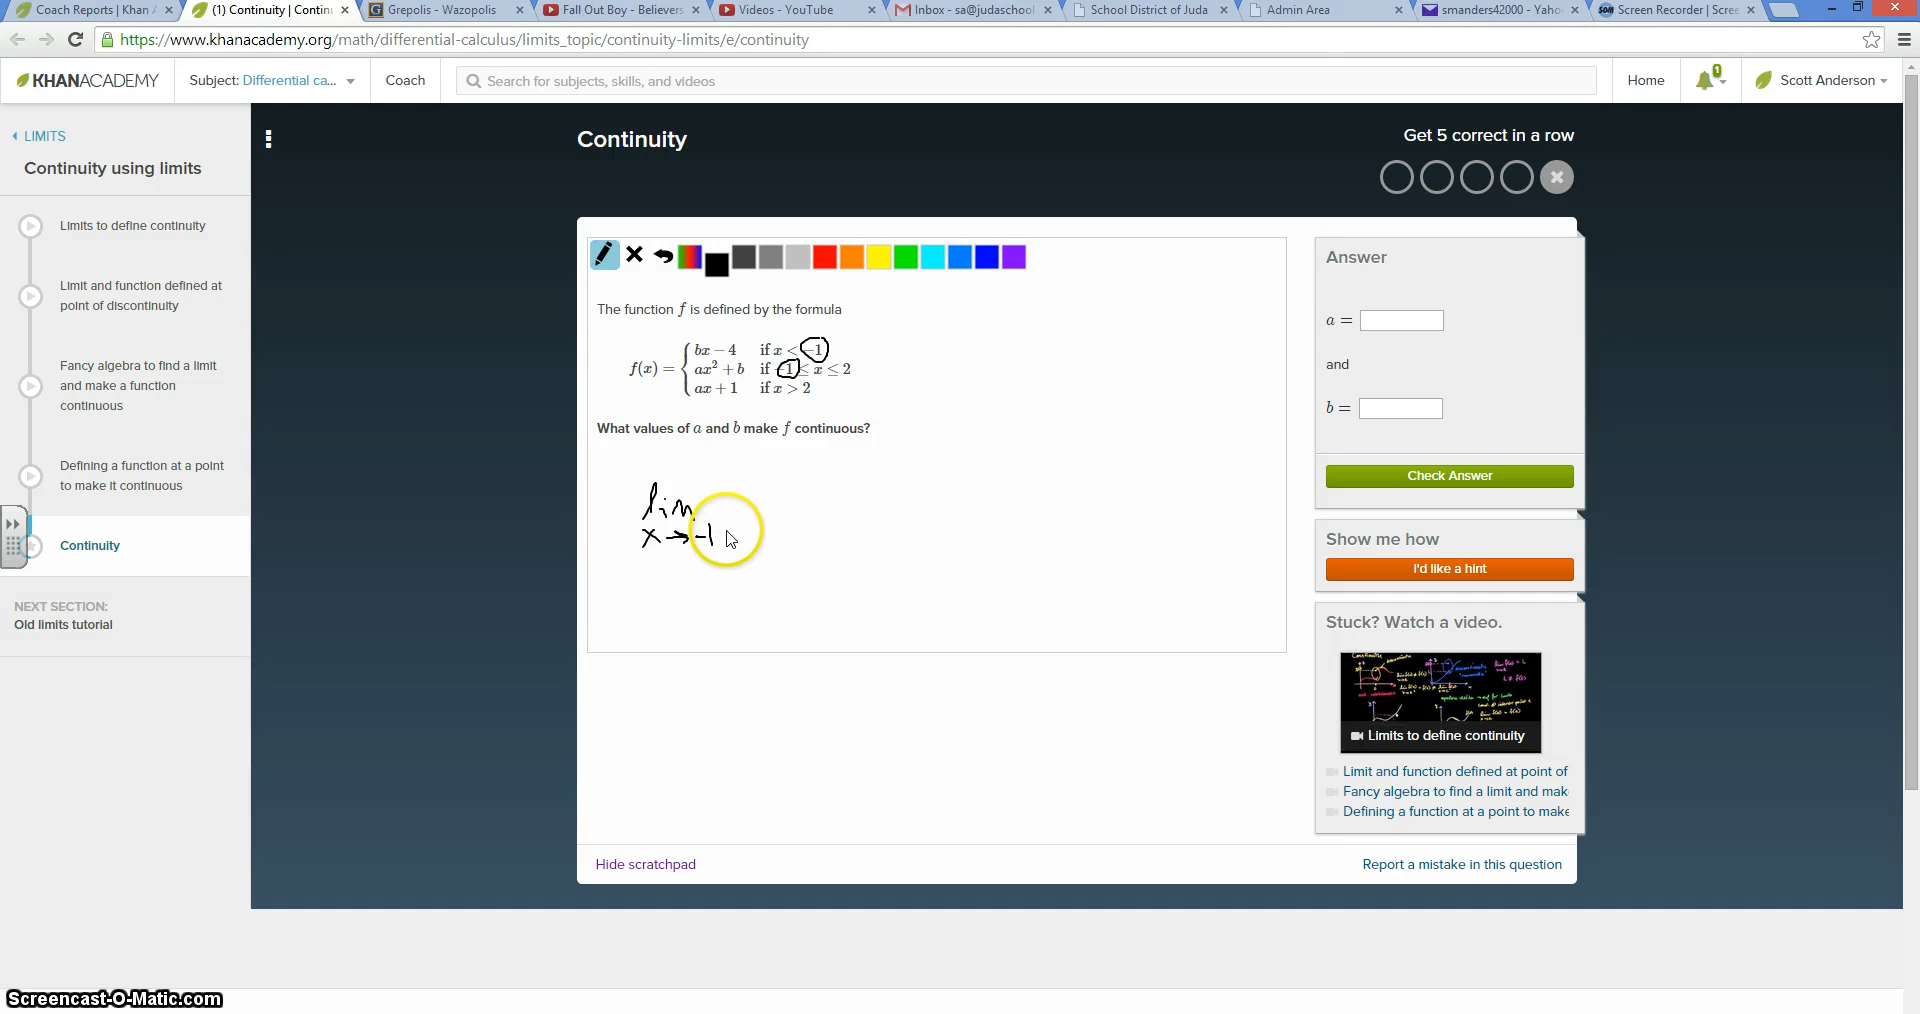 Coach Reports | Khan A
(1) Continuity | Contin
Grepolis - Wazopolis
Fall Out Boy - Believers
Videos - YouTube
Inbox - sa@judaschool
School District of Juda
Admin Area
smanders42000 - Yaho
Screen Recorder | Scree
https://www.khanacademy.org/math/differential-calculus/limits_topic/continuity-limits/e/continuity
KHANACADEMY
Subject: Differential ca...
Coach
Search for subjects, skills, and videos
Home
1
Scott Anderson
LIMITS
Continuity using limits
Limits to define continuity
Limit and function defined at
point of discontinuity
Fancy algebra to find a limit
and make a function
continuous
Defining a function at a point
to make it continuous
Continuity
NEXT SECTION:
Old limits tutorial
Continuity
Get 5 correct in a row
The function f is defined by the formula
bx − 4 if x < −1
f(x) = { ax² + b if −1 ≤ x ≤ 2
ax + 1 if x > 2
What values of a and b make f continuous?
lim
x → -1
Hide scratchpad
Answer
a =
and
b =
Check Answer
Show me how
I'd like a hint
Stuck? Watch a video.
Limits to define continuity
Limit and function defined at point of
Fancy algebra to find a limit and mak
Defining a function at a point to make
Report a mistake in this question
Screencast-O-Matic.com